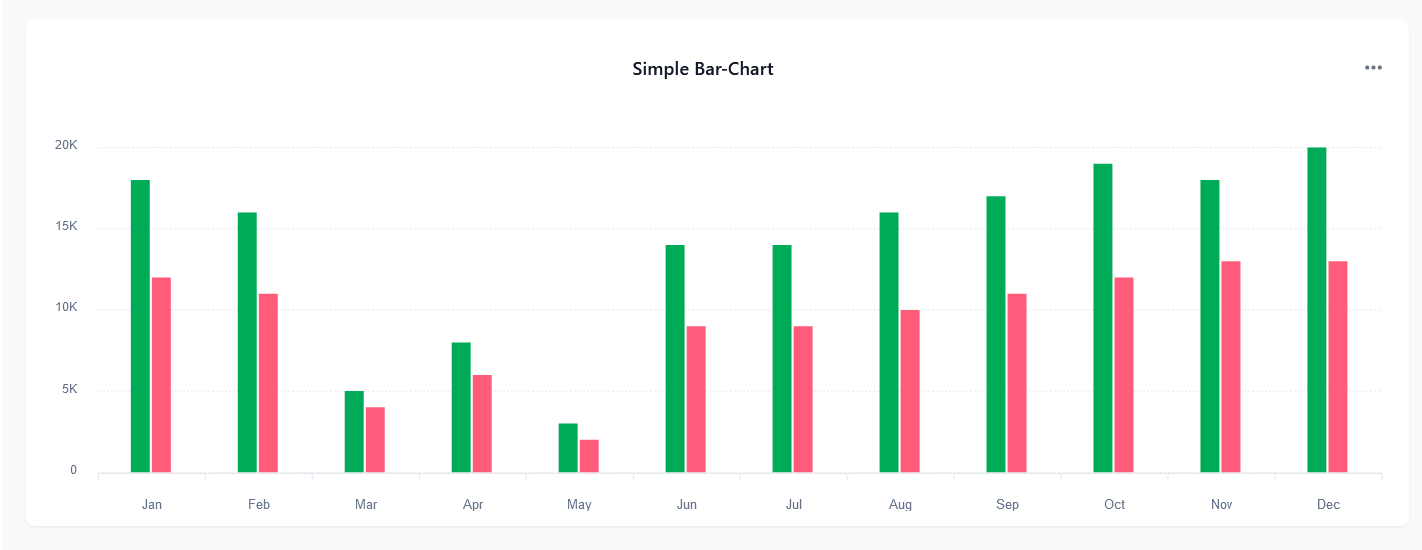 Simple Bar-Chart
20K
15K
10K
5K
0
Jan Feb Mar Apr May Jun Jul Aug Sep Oct Nov Dec